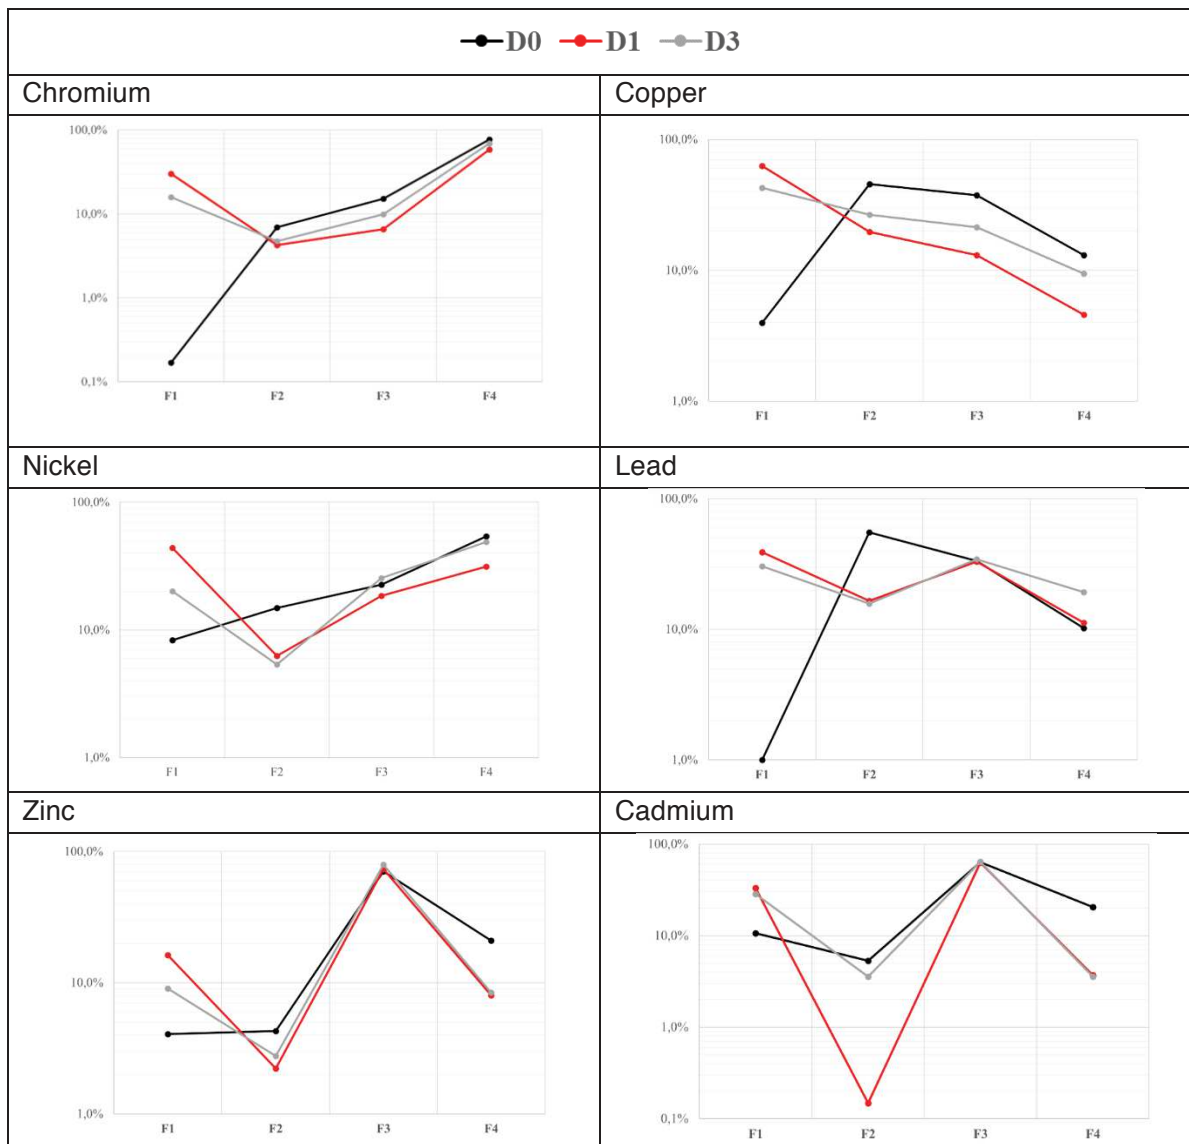 D0 D1 D3
Chromium
Copper
100,0%
10,0%
1,0%
0,1%
F1 F2 F3 F4
100,0%
10,0%
1,0%
F1 F2 F3 F4
Nickel
Lead
100,0%
10,0%
1,0%
F1 F2 F3 F4
100,0%
10,0%
1,0%
F1 F2 F3 F4
Zinc
Cadmium
100,0%
10,0%
1,0%
F1 F2 F3 F4
100,0%
10,0%
1,0%
0,1%
F1 F2 F3 F4